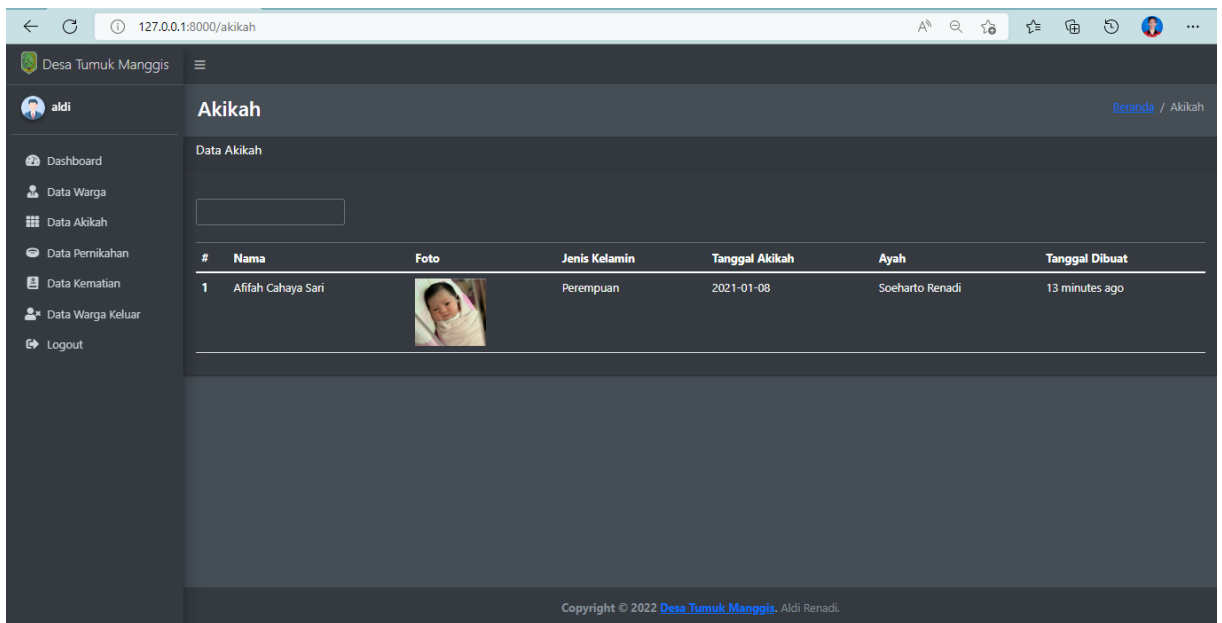 127.0.0.1:8000/akikah
Desa Tumuk Manggis
aldi
Akikah
Beranda / Akikah
Dashboard
Data Warga
Data Akikah
Data Pernikahan
Data Kematian
Data Warga Keluar
Logout
Data Akikah
# Nama Foto Jenis Kelamin Tanggal Akikah Ayah Tanggal Dibuat
1 Afifah Cahaya Sari Perempuan 2021-01-08 Soeharto Renadi 13 minutes ago
Copyright © 2022 Desa Tumuk Manggis. Aldi Renadi.